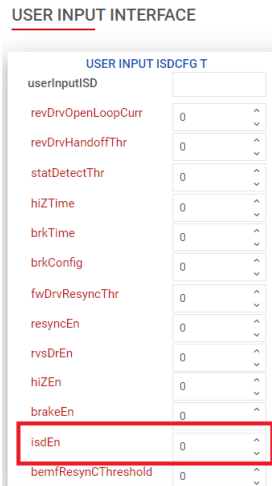 USER INPUT INTERFACE
USER INPUT ISDCFG T
userInputISD
revDrvOpenLoopCurr 0
revDrvHandoffThr 0
statDetectThr 0
hiZTime 0
brkTime 0
brkConfig 0
fwDrvResyncThr 0
resyncEn 0
rvsDrEn 0
hiZEn 0
brakeEn 0
isdEn 0
bemfResynCThreshold 0